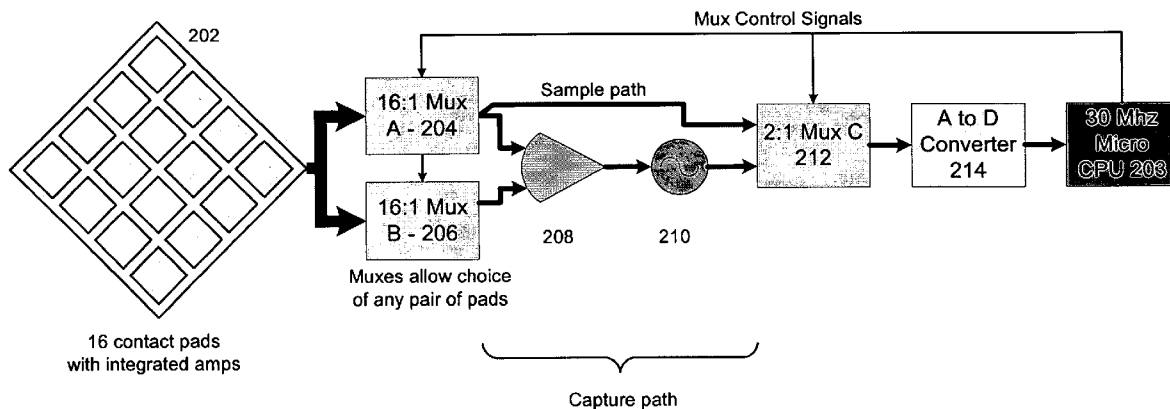 Mux Control Signals
202
16:1 Mux
A - 204
Sample path
2:1 Mux C
212
A to D
Converter
214
30 Mhz
Micro
CPU 203
16:1 Mux
B - 206
208
210
Muxes allow choice
of any pair of pads
16 contact pads
with integrated amps
Capture path